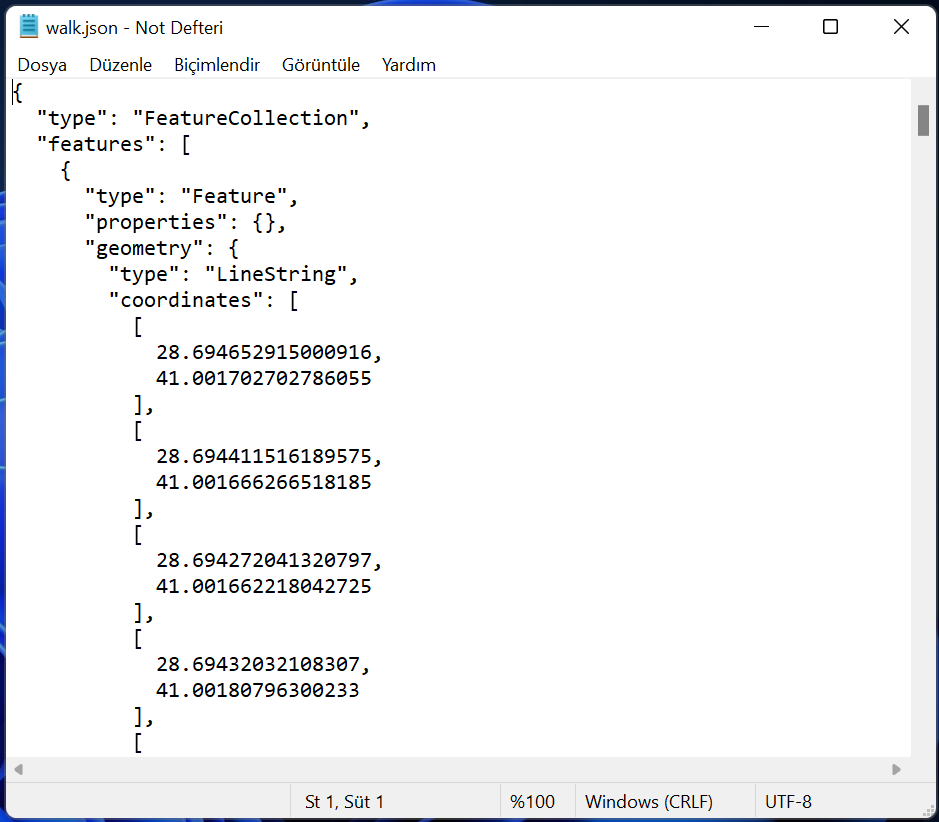 walk.json - Not Defteri
Dosya Düzenle Biçimlendir Görüntüle Yardım
{
  "type": "FeatureCollection",
  "features": [
    {
      "type": "Feature",
      "properties": {},
      "geometry": {
        "type": "LineString",
        "coordinates": [
          [
            28.694652915000916,
            41.001702702786055
          ],
          [
            28.694411516189575,
            41.001666266518185
          ],
          [
            28.694272041320797,
            41.001662218042725
          ],
          [
            28.69432032108307,
            41.00180796300233
          ],
          [
St 1, Süt 1 %100 Windows (CRLF) UTF-8